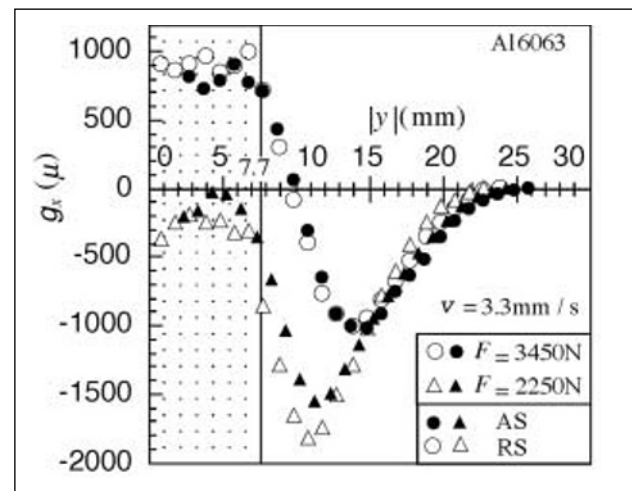 1000
Al6063
500
|y|(mm)
0 5 7.7 10 15 20 25 30
0
gₓ (μ)
-500
v = 3.3mm / s
-1000
F = 3450N
F = 2250N
-1500
AS
RS
-2000